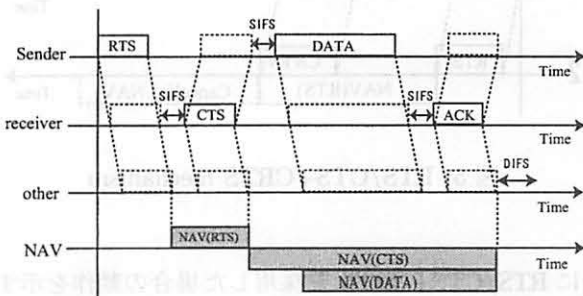 SIFS
RTS
DATA
Sender
Time
SIFS
SIFS
CTS
ACK
receiver
Time
DIFS
other
Time
NAV(RTS)
NAV
Time
NAV(CTS)
NAV(DATA)